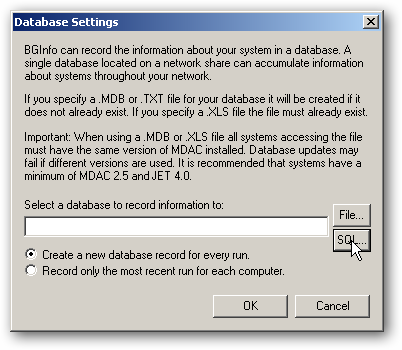 Database Settings
BGInfo can record the information about your system in a database. A
single database located on a network share can accumulate information
about systems throughout your network.
If you specify a .MDB or .TXT file for your database it will be created if it
does not already exist. If you specify a .XLS file the file must already exist.
Important: When using a .MDB or .XLS file all systems accessing the file
must have the same version of MDAC installed. Database updates may
fail if different versions are used. It is recommended that systems have a
minimum of MDAC 2.5 and JET 4.0.
Select a database to record information to:
File...
SQL...
Create a new database record for every run.
Record only the most recent run for each computer.
OK Cancel